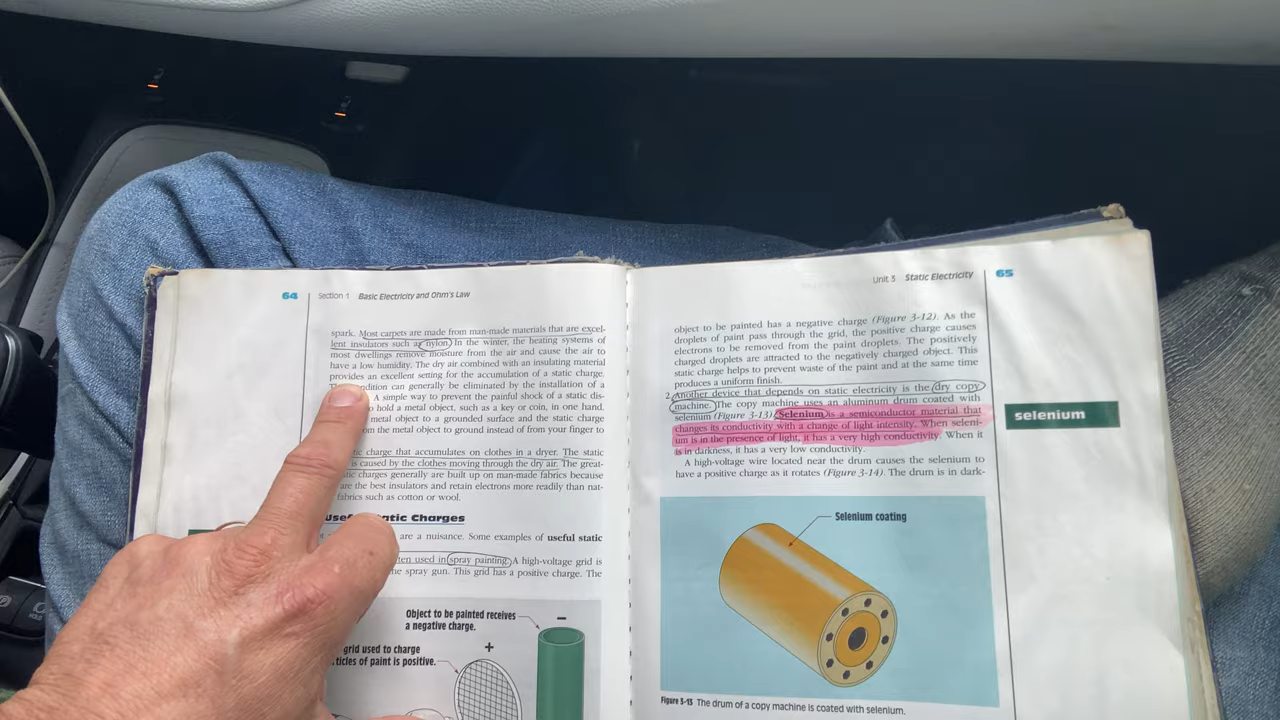 64 Section 1 Basic Electricity and Ohm's Law
spark. Most carpets are made from man-made materials that are excel-
lent insulators such as nylon. In the winter, the heating systems of
most dwellings remove moisture from the air and cause the air to
have a low humidity. The dry air combined with an insulating material
provides an excellent setting for the accumulation of a static charge.
can generally be eliminated by the installation of a
A simple way to prevent the painful shock of a static dis-
hold a metal object, such as a key or coin, in one hand.
metal object to a grounded surface and the static charge
the metal object to ground instead of from your finger to
charge that accumulates on clothes in a dryer. The static
is caused by the clothes moving through the dry air. The great-
charges generally are built up on man-made fabrics because
are the best insulators and retain electrons more readily than nat-
fabrics such as cotton or wool.
Charges
are a nuisance. Some examples of useful static
used in spray painting. A high-voltage grid is
spray gun. This grid has a positive charge. The
Object to be painted receives
a negative charge.
–
grid used to charge
of paint is positive.
+
Unit 3 Static Electricity 65
object to be painted has a negative charge (Figure 3-12). As the
droplets of paint pass through the grid, the positive charge causes
electrons to be removed from the paint droplets. The positively
charged droplets are attracted to the negatively charged object. This
static charge helps to prevent waste of the paint and at the same time
produces a uniform finish.
2. Another device that depends on static electricity is the dry copy
machine. The copy machine uses an aluminum drum coated with
selenium (Figure 3-13). Selenium is a semiconductor material that
changes its conductivity with a change of light intensity. When seleni-
um is in the presence of light, it has a very high conductivity. When it
is in darkness, it has a very low conductivity.
A high-voltage wire located near the drum causes the selenium to
have a positive charge as it rotates (Figure 3-14). The drum is in dark-
selenium
Selenium coating
Figure 3-13 The drum of a copy machine is coated with selenium.